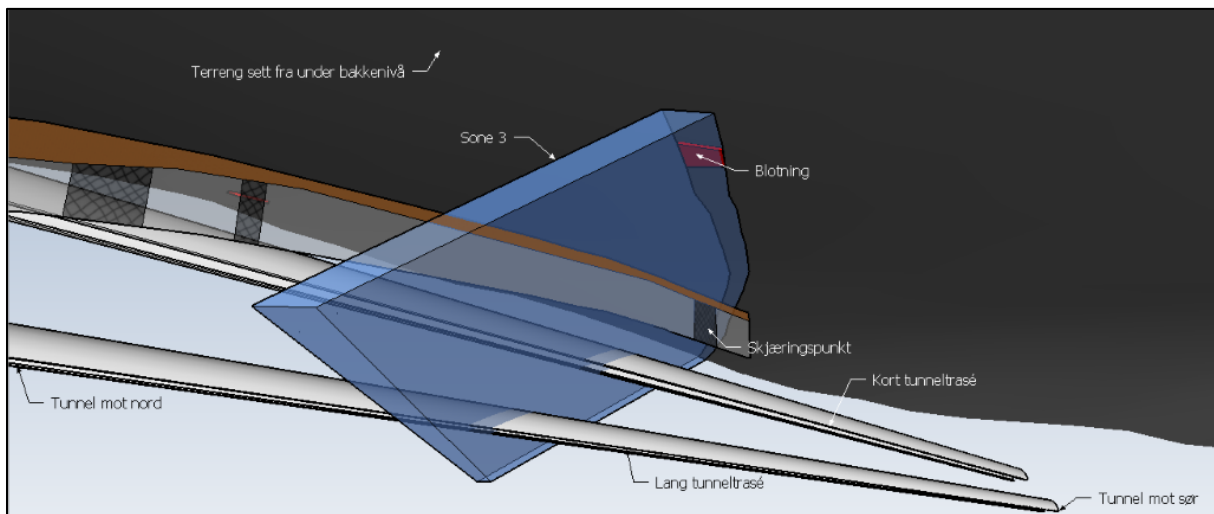 Terreng sett fra under bakkenivå
Sone 3
Blotning
Skjæringspunkt
Kort tunneltrasé
Tunnel mot nord
Lang tunneltrasé
Tunnel mot sør